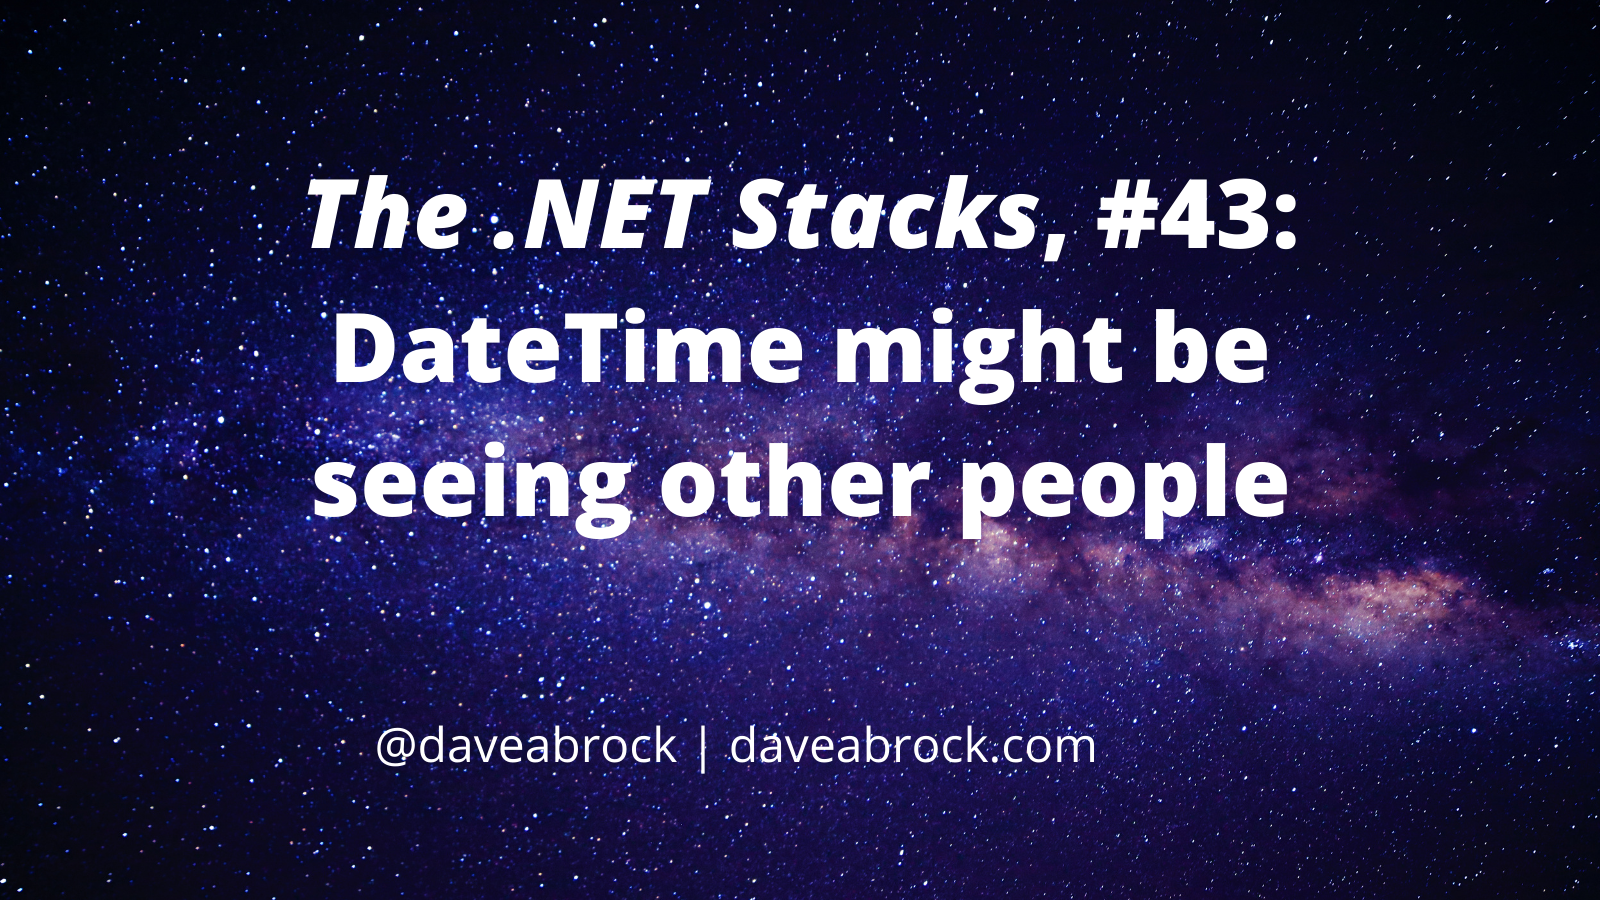 The .NET Stacks, #43:
DateTime might be
seeing other people
@daveabrock | daveabrock.com